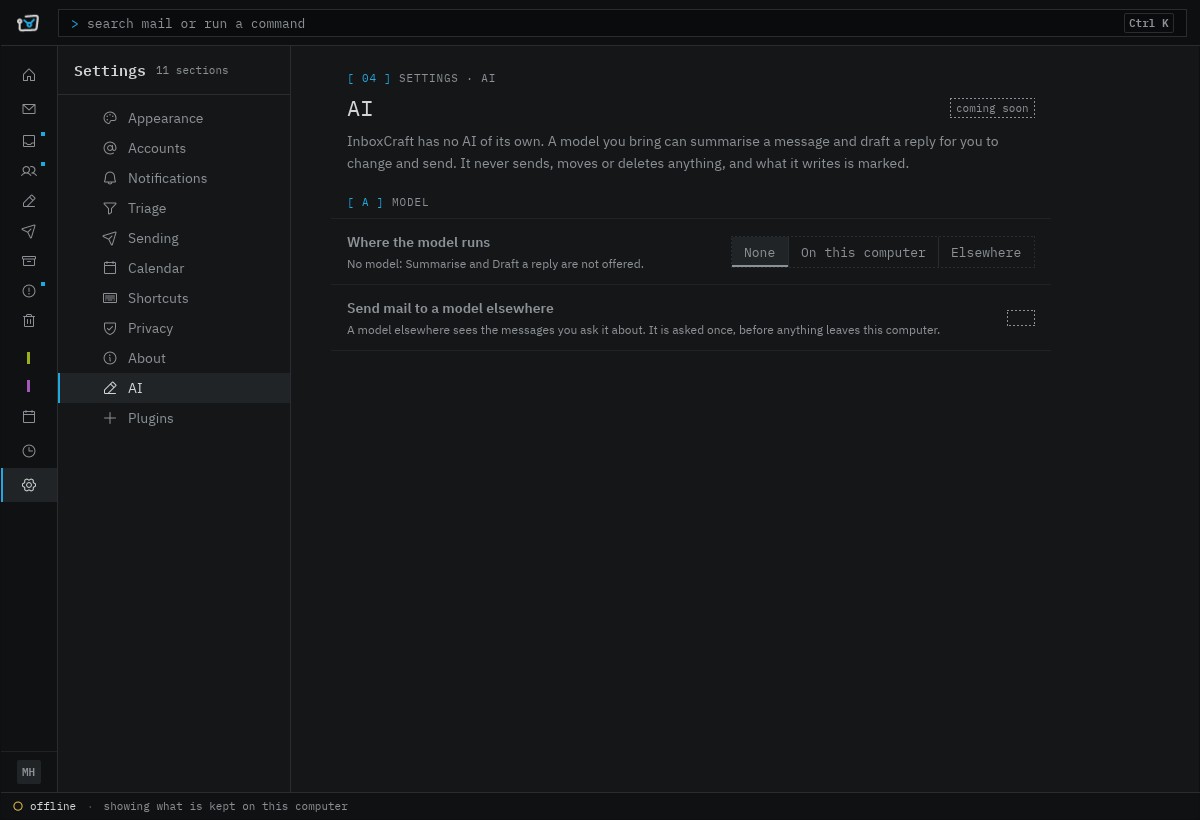 > search mail or run a command
Ctrl K
Settings 11 sections
Appearance
Accounts
Notifications
Triage
Sending
Calendar
Shortcuts
Privacy
About
AI
Plugins
[ 04 ] SETTINGS · AI
AI
coming soon
InboxCraft has no AI of its own. A model you bring can summarise a message and draft a reply for you to
change and send. It never sends, moves or deletes anything, and what it writes is marked.
[ A ] MODEL
Where the model runs
No model: Summarise and Draft a reply are not offered.
None On this computer Elsewhere
Send mail to a model elsewhere
A model elsewhere sees the messages you ask it about. It is asked once, before anything leaves this computer.
MH
offline · showing what is kept on this computer